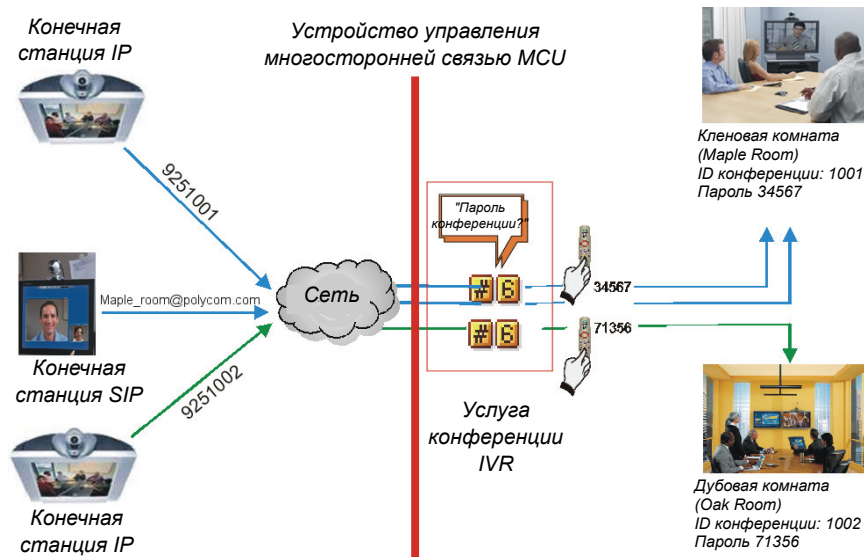 Конечная
станция IP
Устройство управления
многосторонней связью MCU
Кленовая комната
(Maple Room)
ID конференции: 1001
Пароль 34567
9251001
"Пароль
конференции?"
Maple_room@polycom.com
Сеть
# 6
34567
# 6
71356
Конечная
станция SIP
9251002
Услуга
конференции
IVR
Конечная
станция IP
Дубовая комната
(Oak Room)
ID конференции: 1002
Пароль 71356